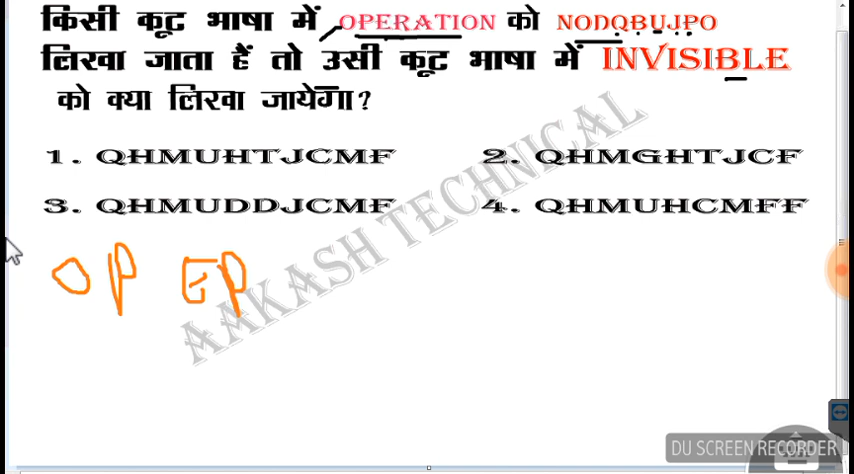 किसी कूट भाषा में OPERATION को NODQBUJPO
लिखा जाता हैं तो उसी कूट भाषा में INVISIBLE
को क्या लिखा जायेगा?
1. QHMUHTJCMF 2. QHMGHTJCF
3. QHMUDDJCMF 4. QHMUHCMFF
OP EP
AAKASH TECHNICAL
DU SCREEN RECORDER